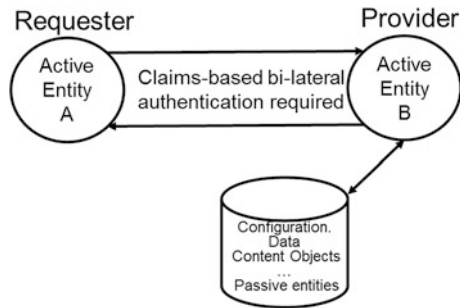 Requester
Provider
Active
Entity
A
Claims-based bi-lateral
authentication required
Active
Entity
B
Configuration.
Data
Content Objects
...
Passive entities